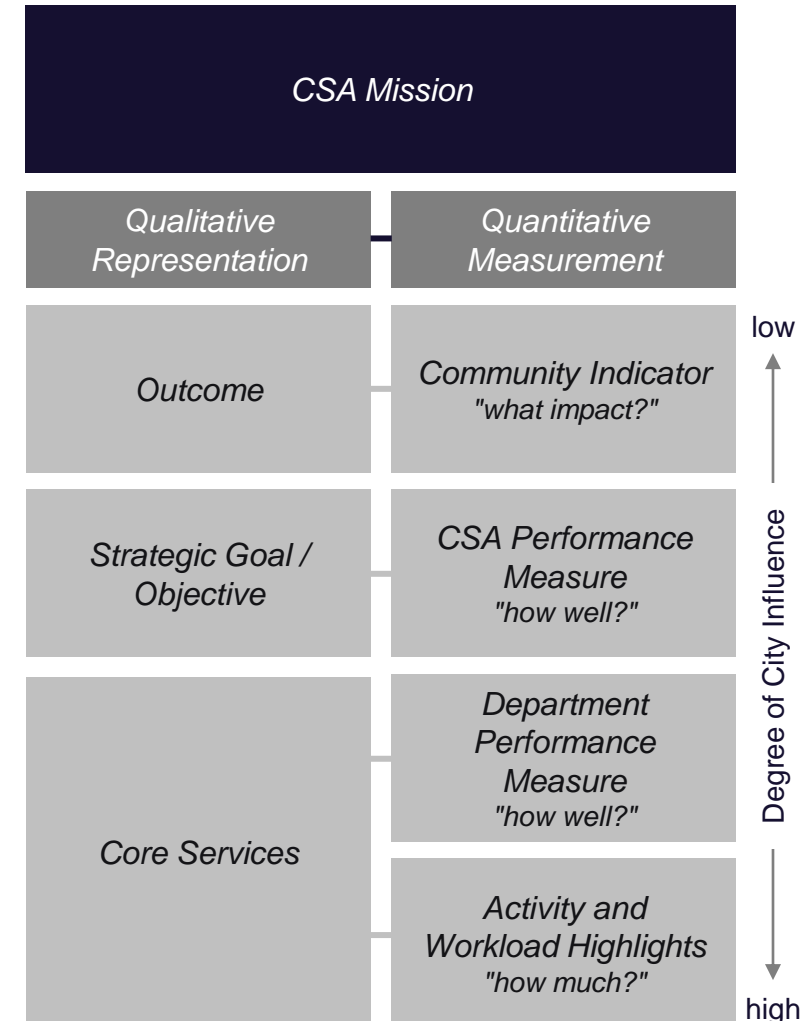 CSA Mission
Qualitative
Representation
Quantitative
Measurement
Outcome
Community Indicator
"what impact?"
low
Strategic Goal /
Objective
CSA Performance
Measure
"how well?"
Degree of City Influence
Core Services
Department
Performance
Measure
"how well?"
Activity and
Workload Highlights
"how much?"
high